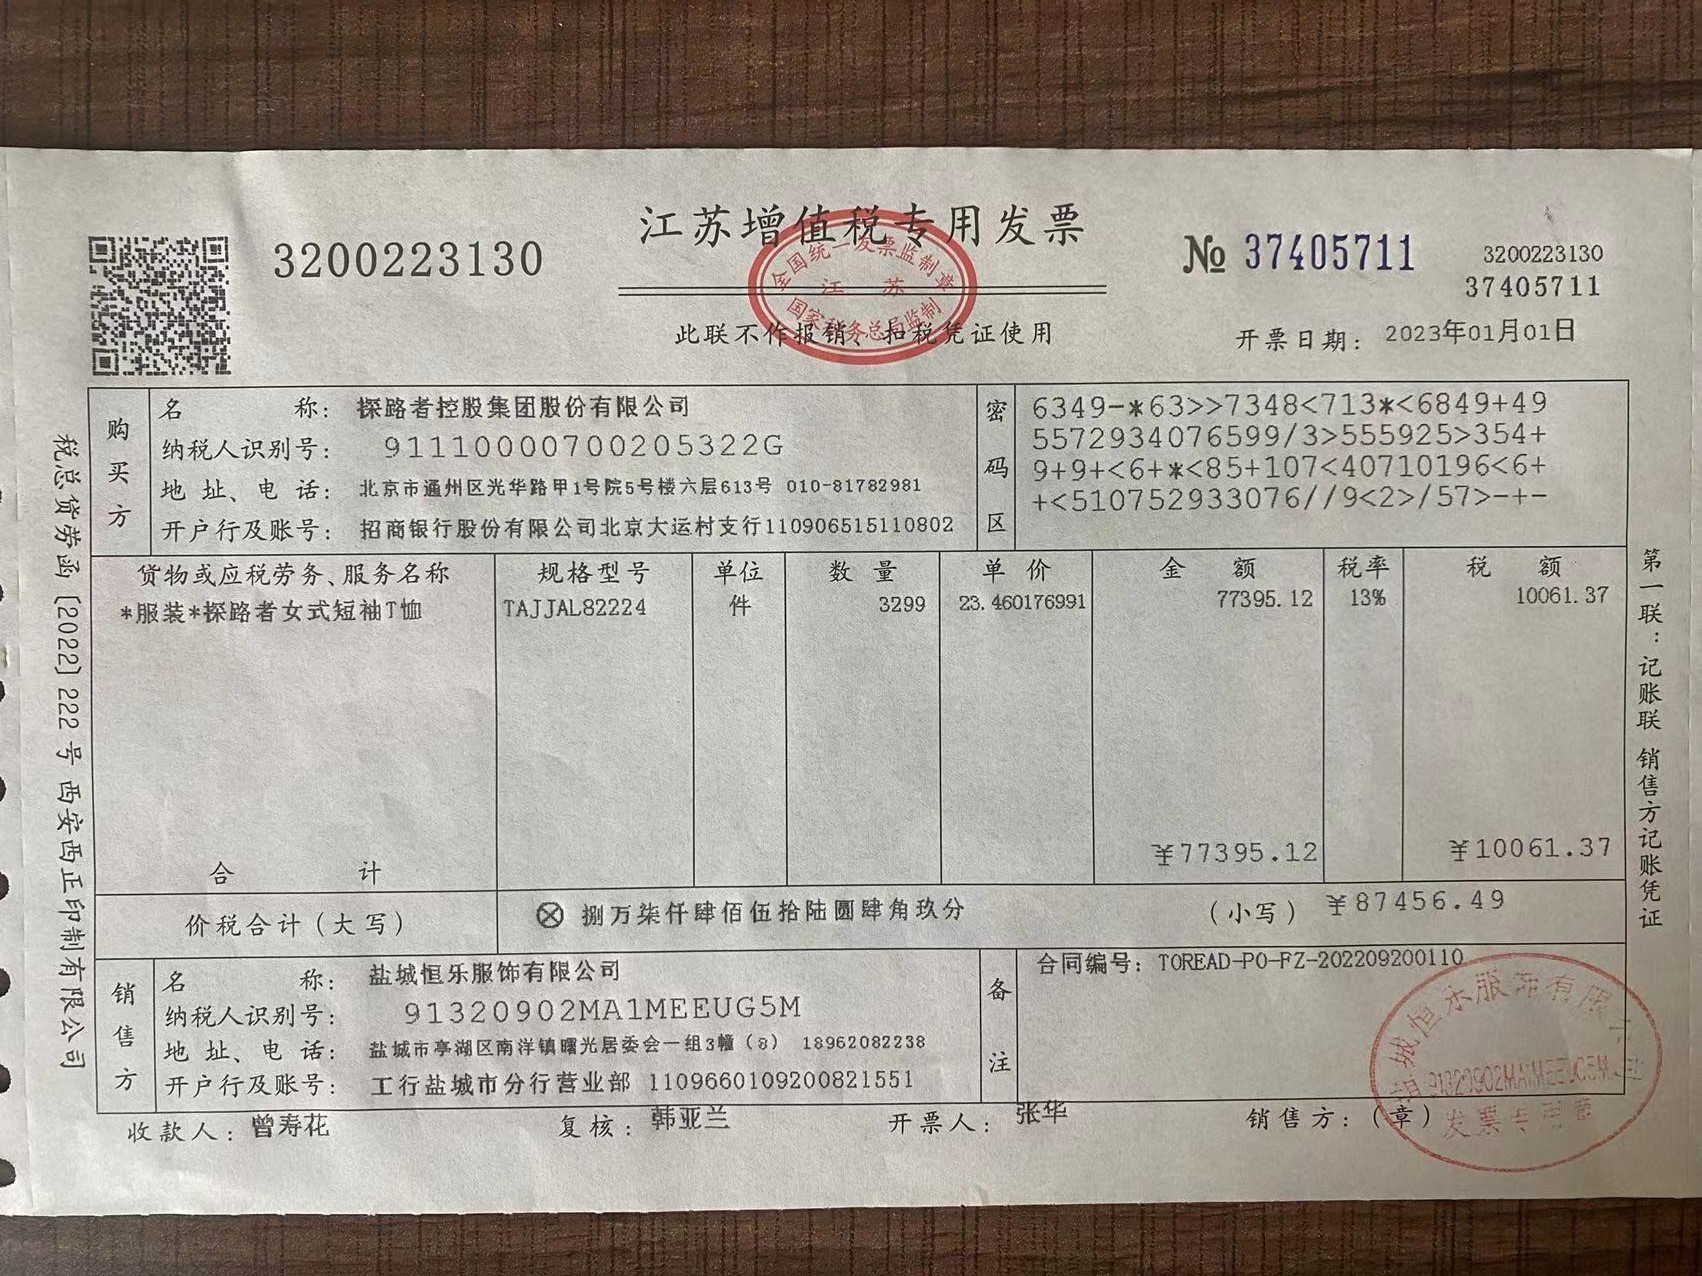 江苏增值税专用发票
3200223130
№ 37405711
3200223130
37405711
全国统一发票监制章
江 苏
国家税务总局监制
此联不作报销、扣税凭证使用
开票日期: 2023年01月01日
税总货劳函〔2022〕222号 西安西正印制有限公司
购买方
名 称: 探路者控股集团股份有限公司
纳税人识别号: 91110000700205322G
地址、电话: 北京市通州区光华路甲1号院5号楼六层613号 010-81782981
开户行及账号: 招商银行股份有限公司北京大运村支行110906515110802
密码区
6349-*63>>7348<713*<6849+49
5572934076599/3>555925>354+
9+9+<6+*<85+107<40710196<6+
+<510752933076//9<2>/57>-+-
货物或应税劳务、服务名称 规格型号 单位 数量 单价 金额 税率 税额
*服装*探路者女式短袖T恤 TAJJAL82224 件 3299 23.460176991 77395.12 13% 10061.37
合 计 ¥77395.12 ¥10061.37
价税合计(大写) ⊗ 捌万柒仟肆佰伍拾陆圆肆角玖分 (小写) ¥87456.49
销售方
名 称: 盐城恒乐服饰有限公司
纳税人识别号: 91320902MA1MEEUG5M
地址、电话: 盐城市亭湖区南洋镇曙光居委会一组3幢(8) 18962082238
开户行及账号: 工行盐城市分行营业部 1109660109200821551
备注
合同编号: TOREAD-PO-FZ-202209200110
收款人: 曾寿花 复核: 韩亚兰 开票人: 张华 销售方:(章)
盐城恒乐服饰有限公司
91320902MA1MEEUG5M
发票专用章
第一联:记账联 销售方记账凭证